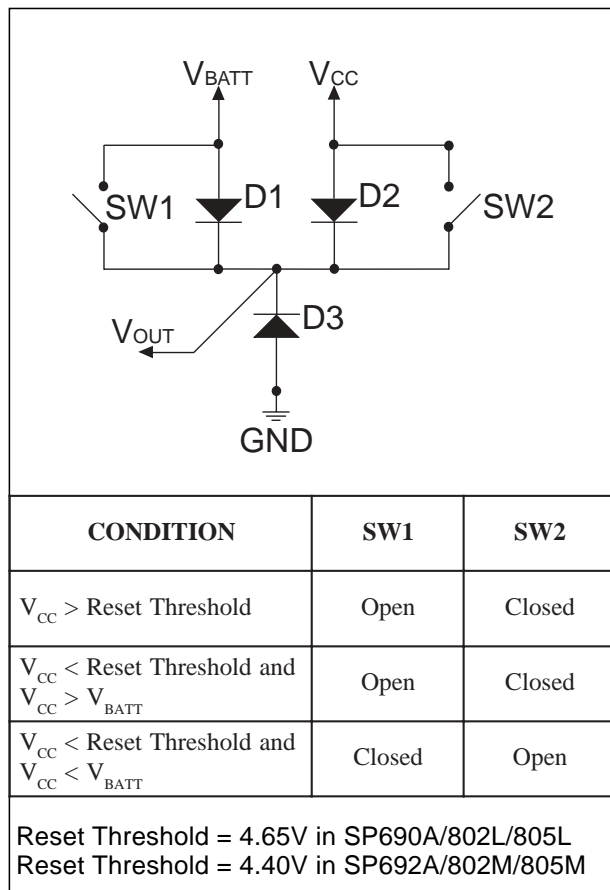 VBATT VCC
SW1 D1 D2 SW2
D3
VOUT
GND
CONDITION SW1 SW2
VCC > Reset Threshold Open Closed
VCC < Reset Threshold and
VCC > VBATT Open Closed
VCC < Reset Threshold and
VCC < VBATT Closed Open
Reset Threshold = 4.65V in SP690A/802L/805L
Reset Threshold = 4.40V in SP692A/802M/805M